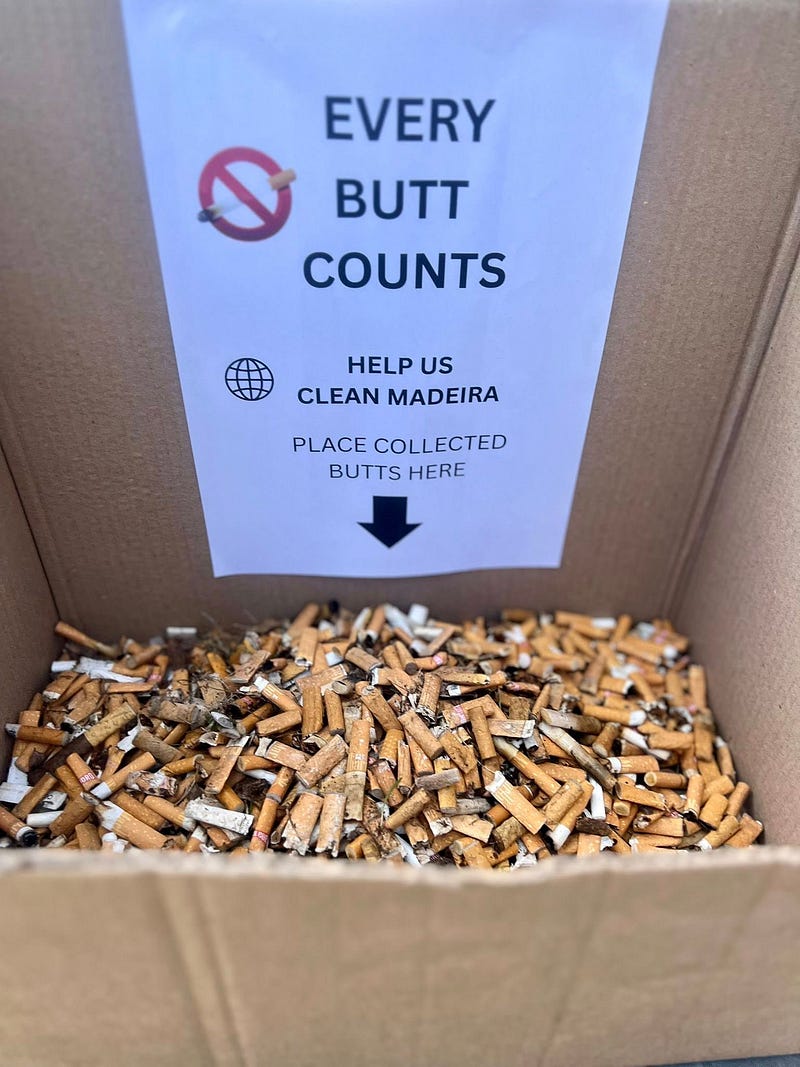 EVERY
BUTT
COUNTS
HELP US
CLEAN MADEIRA
PLACE COLLECTED
BUTTS HERE